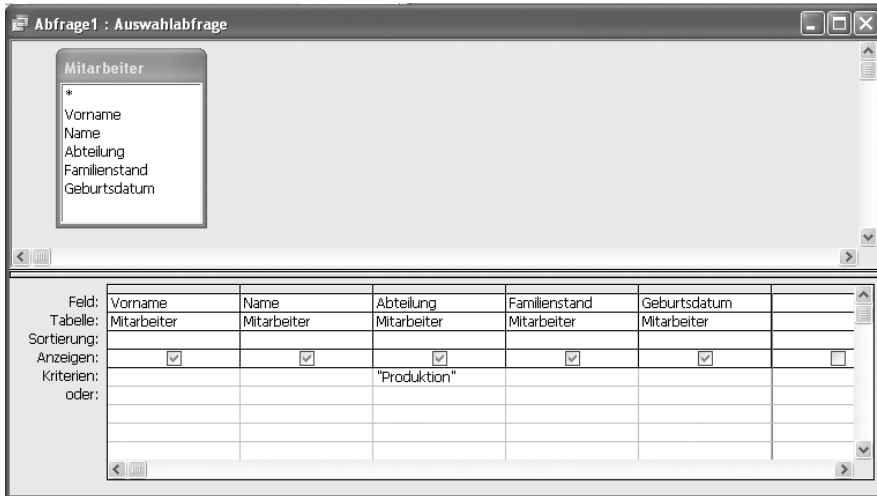 Abfrage1 : Auswahlabfrage
Mitarbeiter
*
Vorname
Name
Abteilung
Familienstand
Geburtsdatum
Feld: Vorname Name Abteilung Familienstand Geburtsdatum
Tabelle: Mitarbeiter Mitarbeiter Mitarbeiter Mitarbeiter Mitarbeiter
Sortierung:
Anzeigen:
Kriterien: "Produktion"
oder: